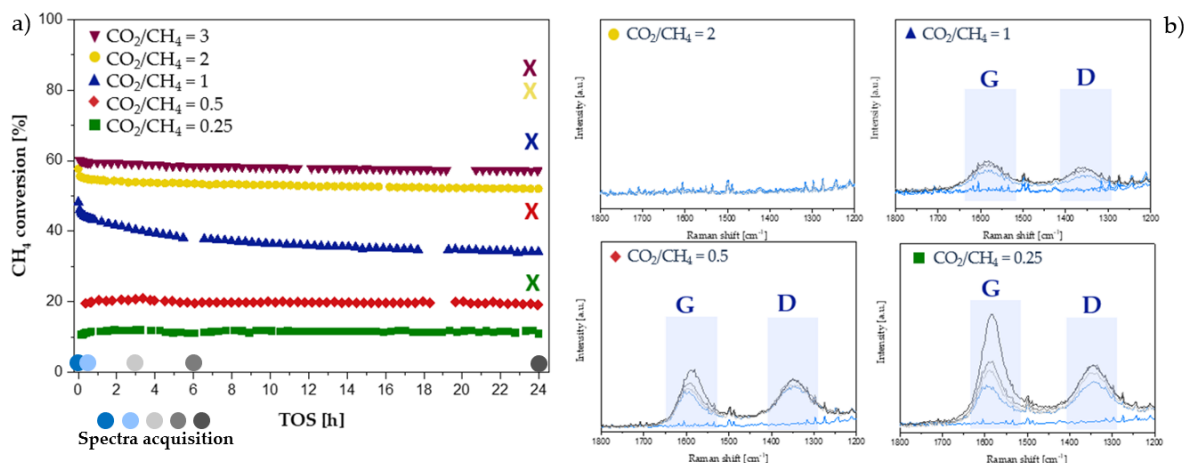 a)
CO₂/CH₄ = 3
CO₂/CH₄ = 2
CO₂/CH₄ = 1
CO₂/CH₄ = 0.5
CO₂/CH₄ = 0.25
X
X
X
X
X
CH₄ conversion [%]
100
80
60
40
20
0
0 2 4 6 8 10 12 14 16 18 20 22 24
TOS [h]
Spectra acquisition
b)
CO₂/CH₄ = 2
Intensity [a.u.]
1800 1700 1600 1500 1400 1300 1200
Raman shift [cm⁻¹]
CO₂/CH₄ = 1
G D
Intensity [a.u.]
1800 1700 1600 1500 1400 1300 1200
Raman shift [cm⁻¹]
CO₂/CH₄ = 0.5
G D
Intensity [a.u.]
1800 1700 1600 1500 1400 1300 1200
Raman shift [cm⁻¹]
CO₂/CH₄ = 0.25
G D
Intensity [a.u.]
1800 1700 1600 1500 1400 1300 1200
Raman shift [cm⁻¹]